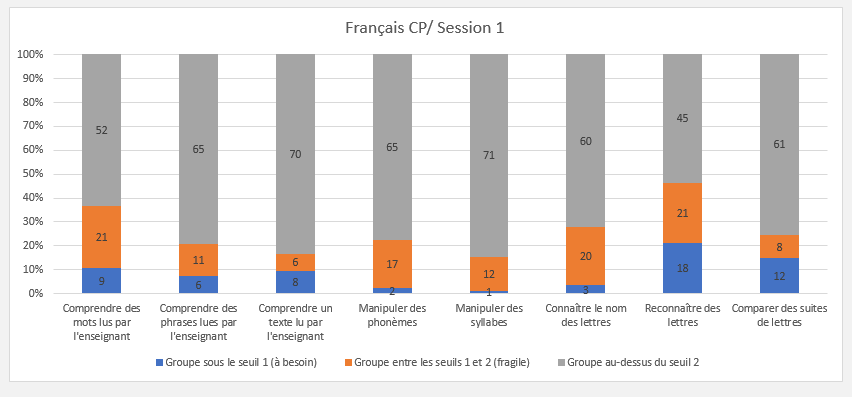 Français CP/ Session 1
100%
90%
80%
70%
60%
50%
40%
30%
20%
10%
0%
52 65 70 65 71 60 45 61
21 11 6 17 12 20 21 8
9 6 8 2 1 3 18 12
Comprendre des mots lus par l'enseignant
Comprendre des phrases lues par l'enseignant
Comprendre un texte lu par l'enseignant
Manipuler des phonèmes
Manipuler des syllabes
Connaître le nom des lettres
Reconnaître des lettres
Comparer des suites de lettres
Groupe sous le seuil 1 (à besoin) Groupe entre les seuils 1 et 2 (fragile) Groupe au-dessus du seuil 2